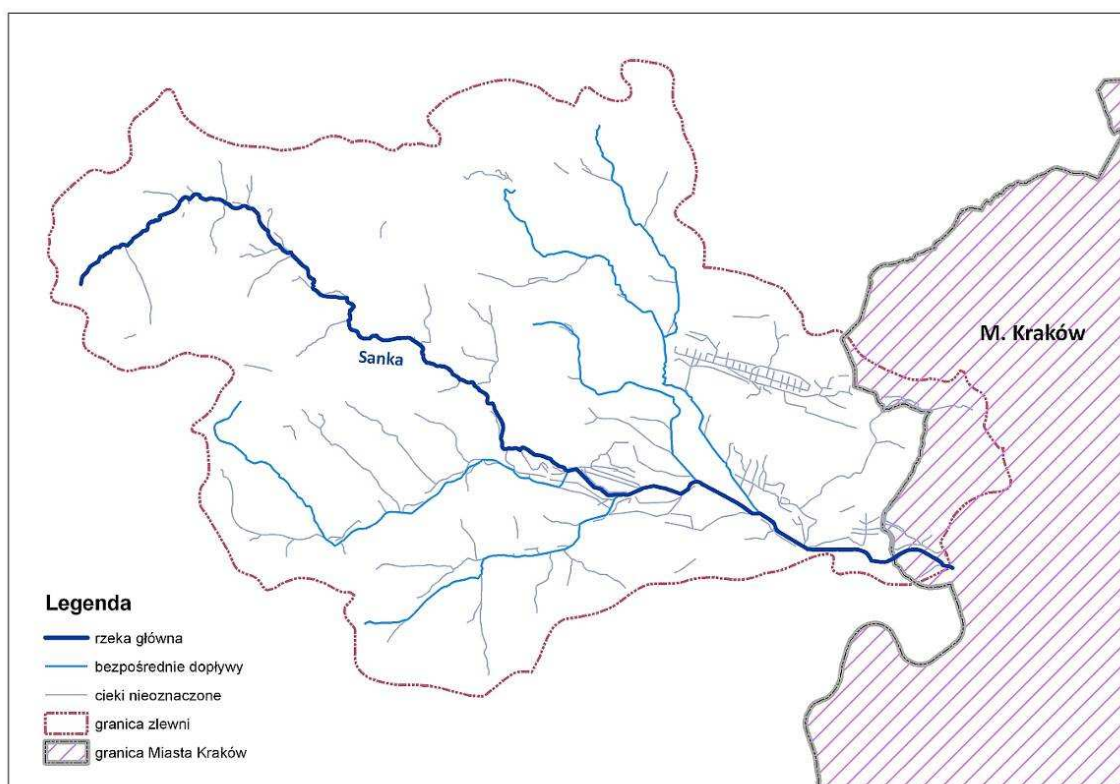 M. Kraków
Sanka
Legenda
rzeka główna
bezpośrednie dopływy
cieki nieoznaczone
granica zlewni
granica Miasta Kraków